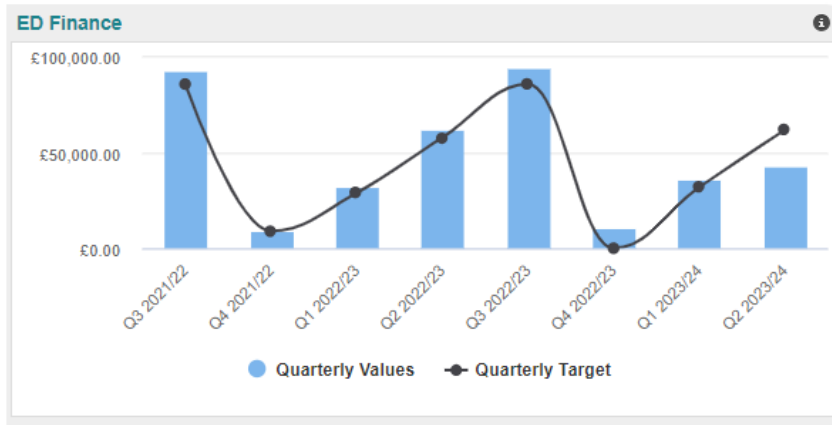 ED Finance
£100,000.00
£50,000.00
£0.00
Q3 2021/22
Q4 2021/22
Q1 2022/23
Q2 2022/23
Q3 2022/23
Q4 2022/23
Q1 2023/24
Q2 2023/24
Quarterly Values
Quarterly Target